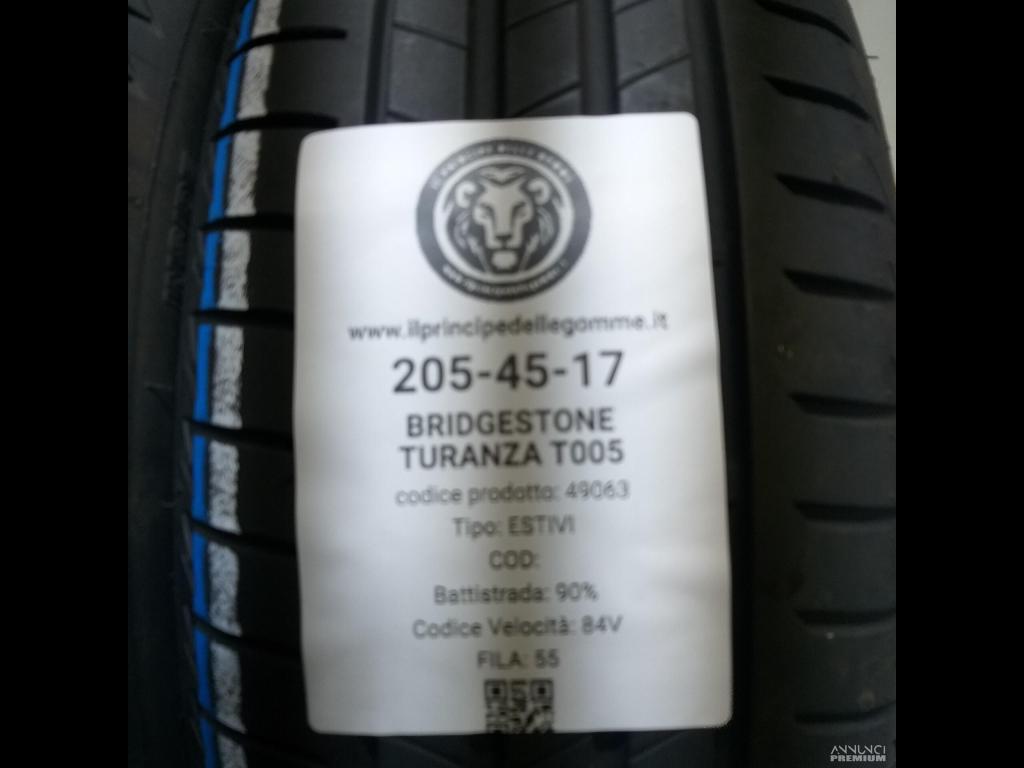 www.ilprincipedellegomme.it
205-45-17
BRIDGESTONE
TURANZA T005
codice prodotto: 49063
Tipo: ESTIVI
COD:
Battistrada: 90%
Codice Velocità: 84V
FILA: 55
ANNUNCI
PREMIUM